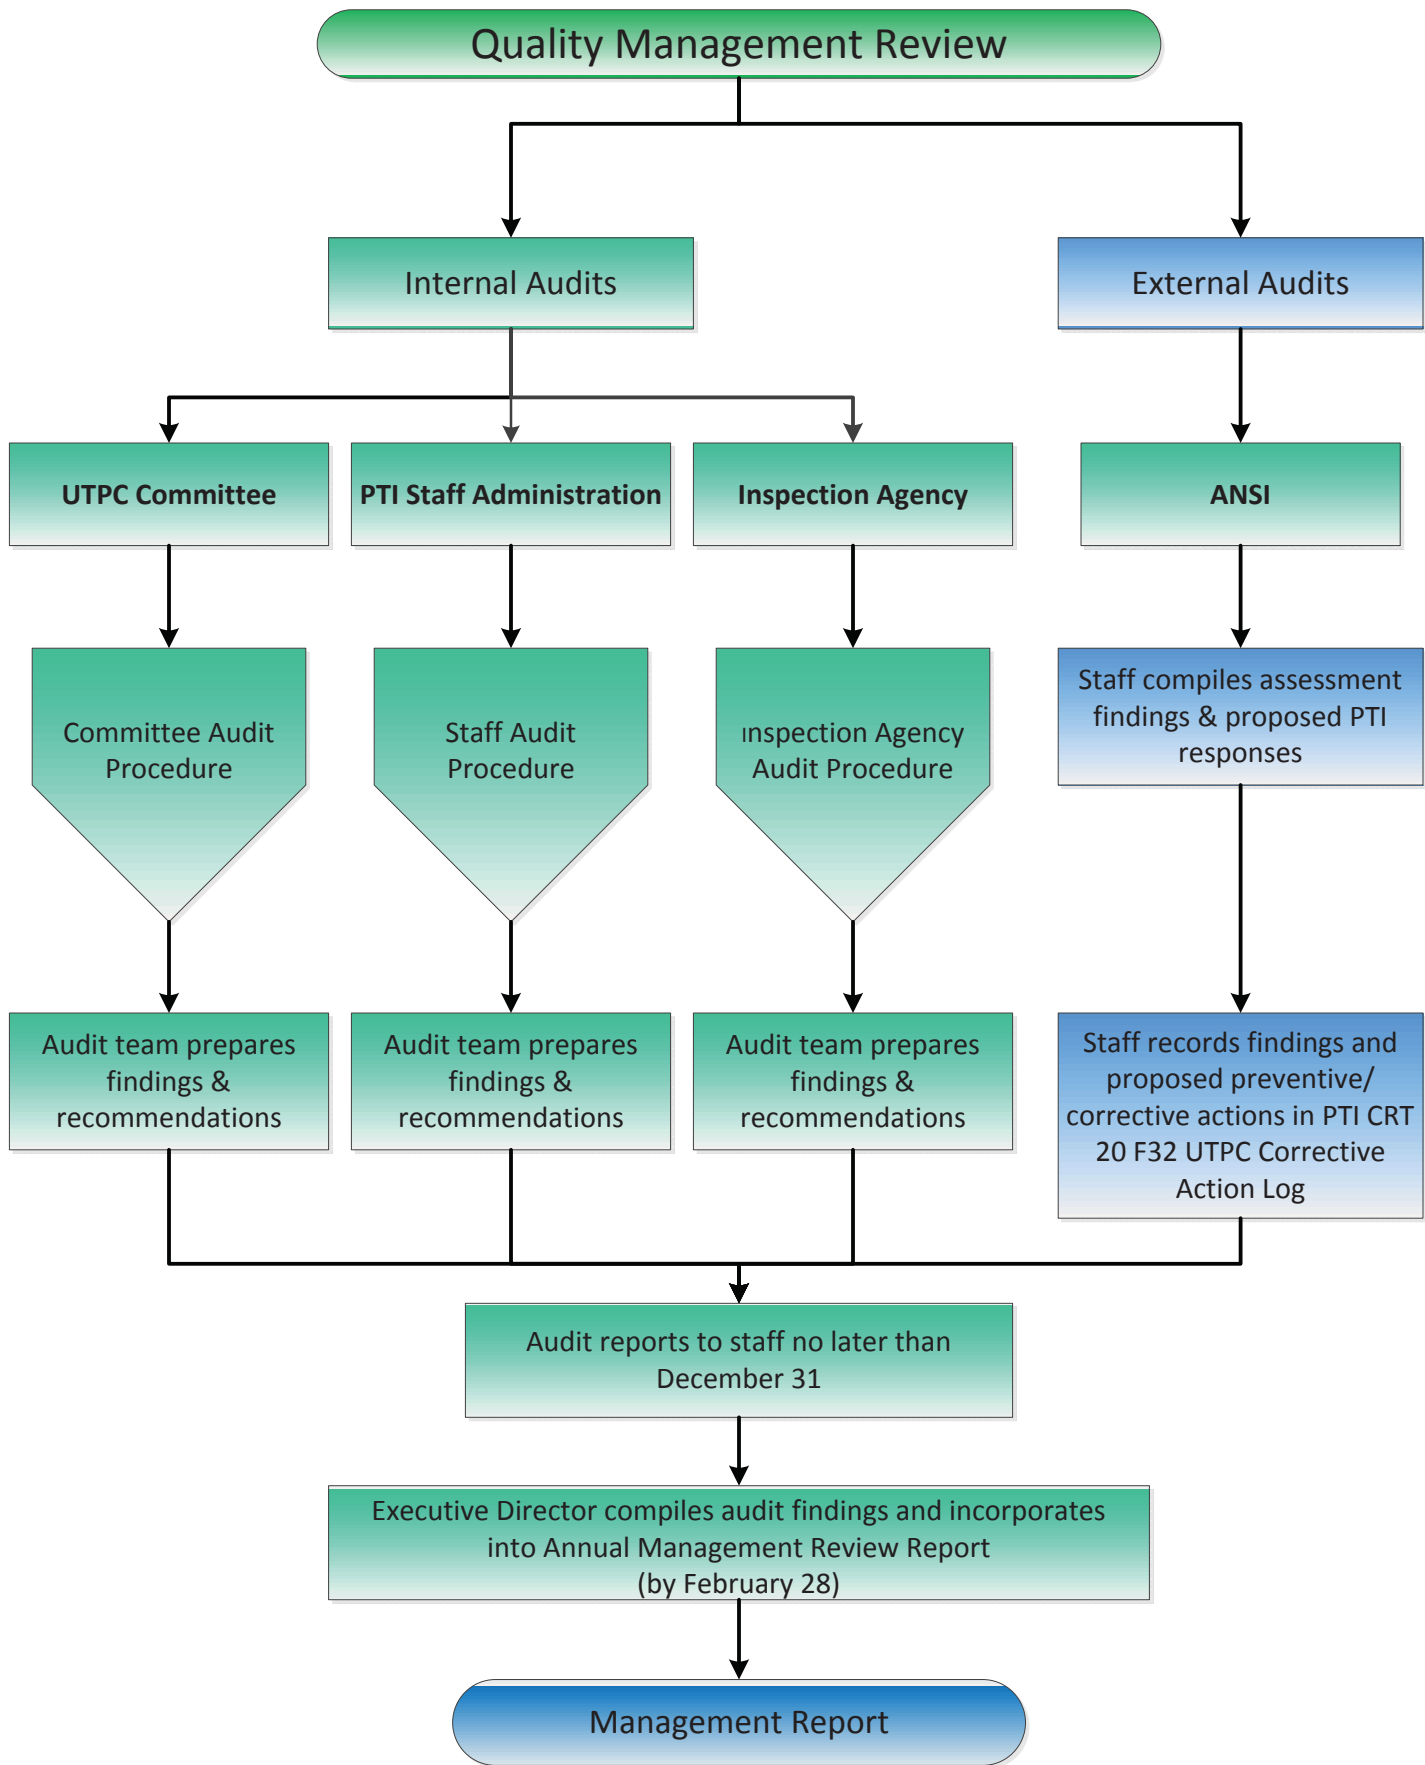 Quality Management Review
Internal Audits
External Audits
UTPC Committee
PTI Staff Administration
Inspection Agency
ANSI
Committee Audit
Procedure
Staff Audit
Procedure
Inspection Agency
Audit Procedure
Staff compiles assessment
findings & proposed PTI
responses
Audit team prepares
findings &
recommendations
Audit team prepares
findings &
recommendations
Audit team prepares
findings &
recommendations
Staff records findings and
proposed preventive/
corrective actions in PTI CRT
20 F32 UTPC Corrective
Action Log
Audit reports to staff no later than
December 31
Executive Director compiles audit findings and incorporates
into Annual Management Review Report
(by February 28)
Management Report